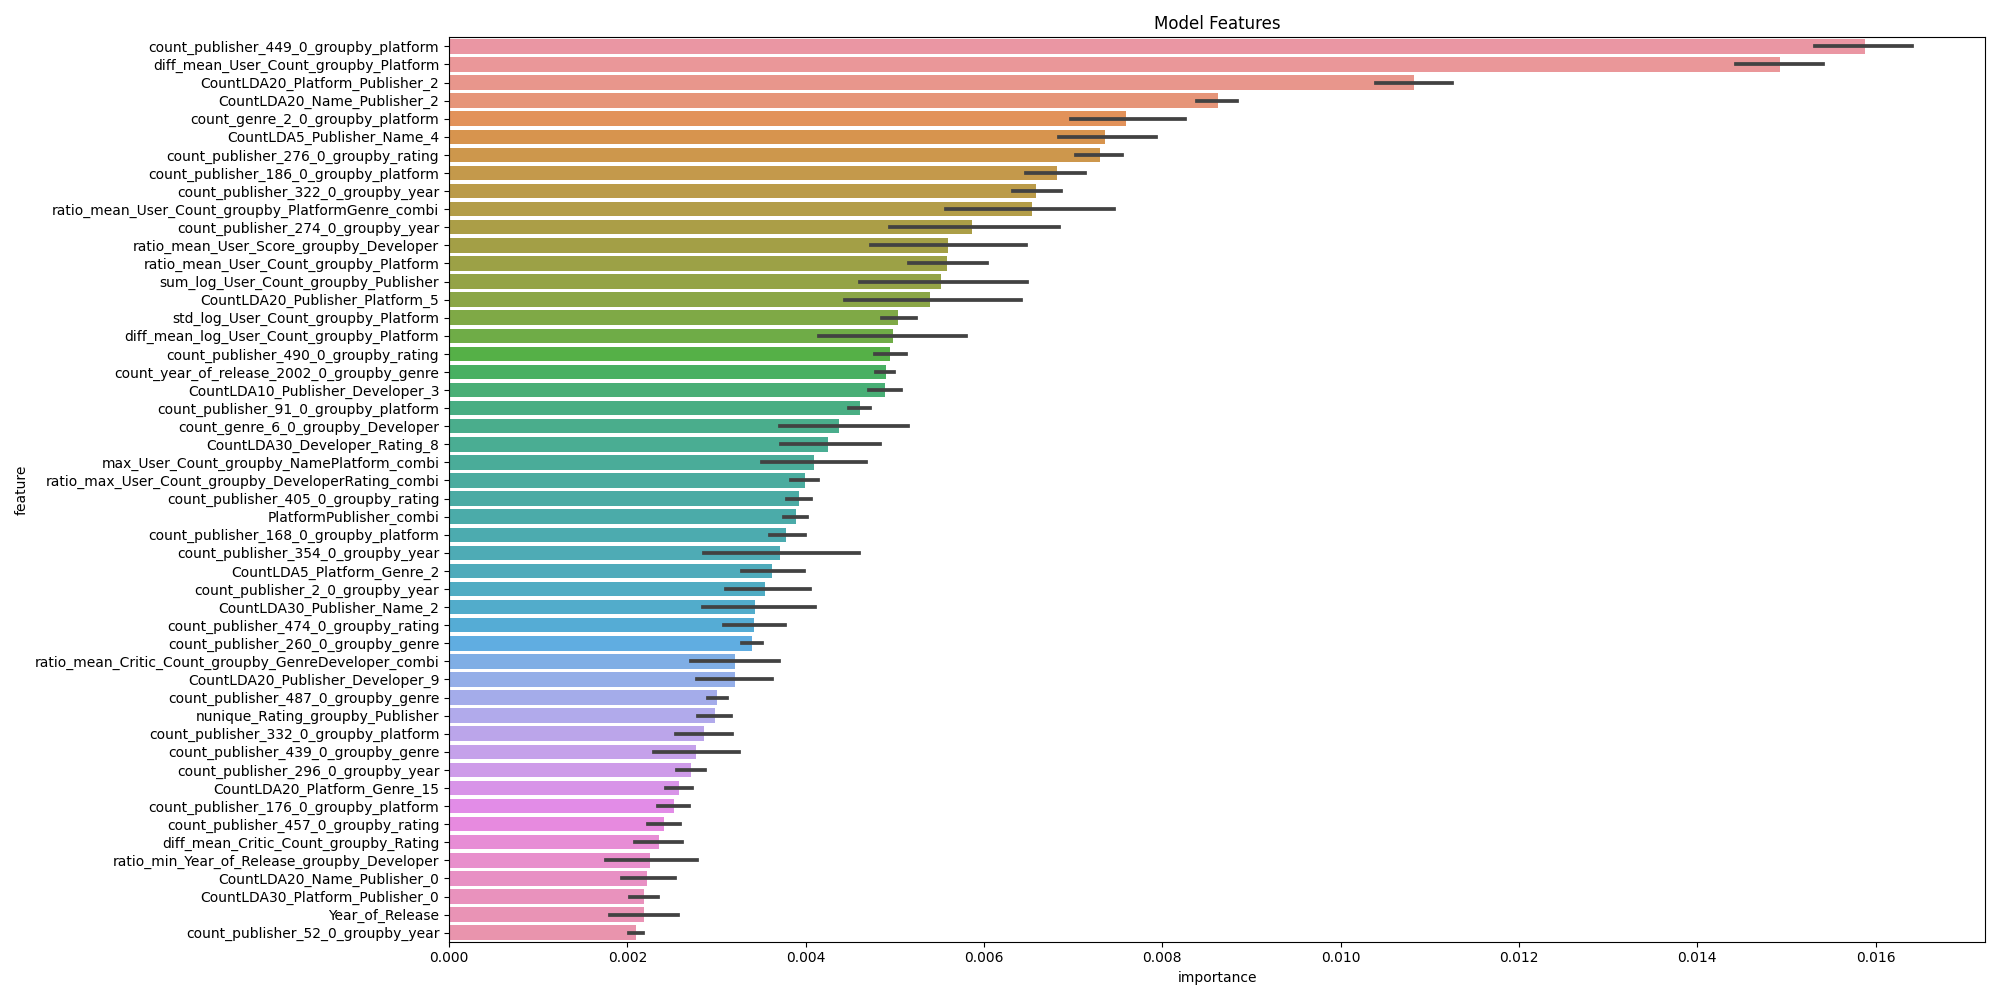 Model Features
count_publisher_449_0_groupby_platform
diff_mean_User_Count_groupby_Platform
CountLDA20_Platform_Publisher_2
CountLDA20_Name_Publisher_2
count_genre_2_0_groupby_platform
CountLDA5_Publisher_Name_4
count_publisher_276_0_groupby_rating
count_publisher_186_0_groupby_platform
count_publisher_322_0_groupby_year
ratio_mean_User_Count_groupby_PlatformGenre_combi
count_publisher_274_0_groupby_year
ratio_mean_User_Score_groupby_Developer
ratio_mean_User_Count_groupby_Platform
sum_log_User_Count_groupby_Publisher
CountLDA20_Publisher_Platform_5
std_log_User_Count_groupby_Platform
diff_mean_log_User_Count_groupby_Platform
count_publisher_490_0_groupby_rating
count_year_of_release_2002_0_groupby_genre
CountLDA10_Publisher_Developer_3
count_publisher_91_0_groupby_platform
count_genre_6_0_groupby_Developer
CountLDA30_Developer_Rating_8
max_User_Count_groupby_NamePlatform_combi
ratio_max_User_Count_groupby_DeveloperRating_combi
count_publisher_405_0_groupby_rating
PlatformPublisher_combi
count_publisher_168_0_groupby_platform
count_publisher_354_0_groupby_year
CountLDA5_Platform_Genre_2
count_publisher_2_0_groupby_year
CountLDA30_Publisher_Name_2
count_publisher_474_0_groupby_rating
count_publisher_260_0_groupby_genre
ratio_mean_Critic_Count_groupby_GenreDeveloper_combi
CountLDA20_Publisher_Developer_9
count_publisher_487_0_groupby_genre
nunique_Rating_groupby_Publisher
count_publisher_332_0_groupby_platform
count_publisher_439_0_groupby_genre
count_publisher_296_0_groupby_year
CountLDA20_Platform_Genre_15
count_publisher_176_0_groupby_platform
count_publisher_457_0_groupby_rating
diff_mean_Critic_Count_groupby_Rating
ratio_min_Year_of_Release_groupby_Developer
CountLDA20_Name_Publisher_0
CountLDA30_Platform_Publisher_0
Year_of_Release
count_publisher_52_0_groupby_year
feature
0.000 0.002 0.004 0.006 0.008 0.010 0.012 0.014 0.016
importance